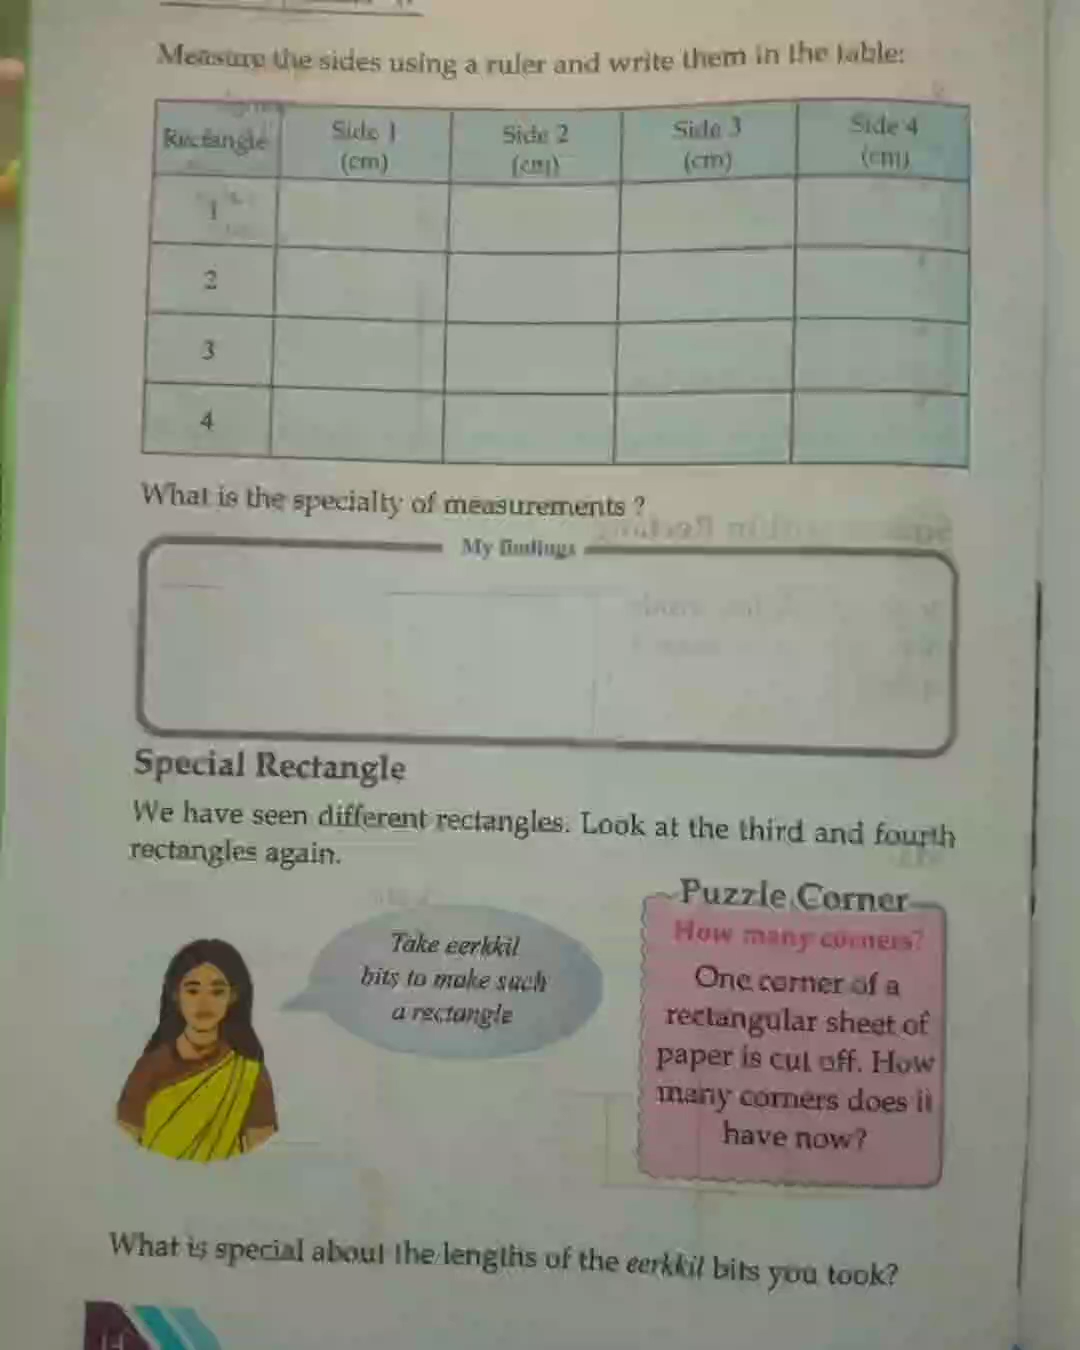 Measure the sides using a ruler and write them in the table:
Rectangle Side 1 (cm) Side 2 (cm) Side 3 (cm) Side 4 (cm)
1
2
3
4
What is the specialty of measurements ?
My findings
Special Rectangle
We have seen different rectangles. Look at the third and fourth
rectangles again.
Take eerkkil
bits to make such
a rectangle
Puzzle Corner
How many corners?
One corner of a
rectangular sheet of
paper is cut off. How
many corners does it
have now?
What is special about the lengths of the eerkkil bits you took?